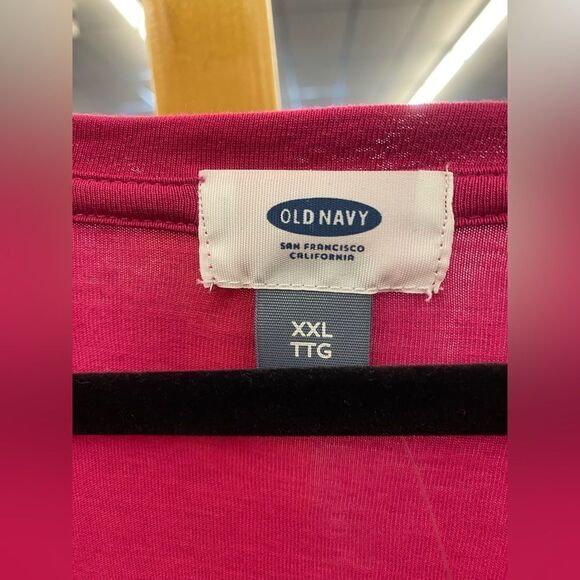 OLD NAVY
SAN FRANCISCO
CALIFORNIA
XXL
TTG